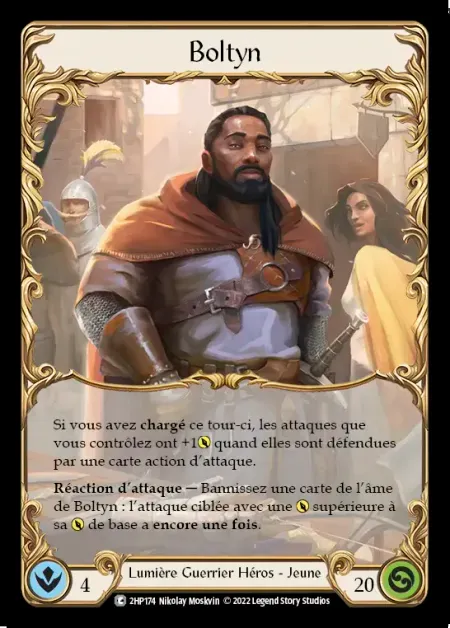 Boltyn
Si vous avez chargé ce tour-ci, les attaques que
vous contrôlez ont +1 quand elles sont défendues
par une carte action d'attaque.
Réaction d'attaque — Bannissez une carte de l'âme
de Boltyn : l'attaque ciblée avec une supérieure à
sa de base a encore une fois.
4
Lumière Guerrier Héros - Jeune
20
C 2HP174 Nikolay Moskvin © 2022 Legend Story Studios